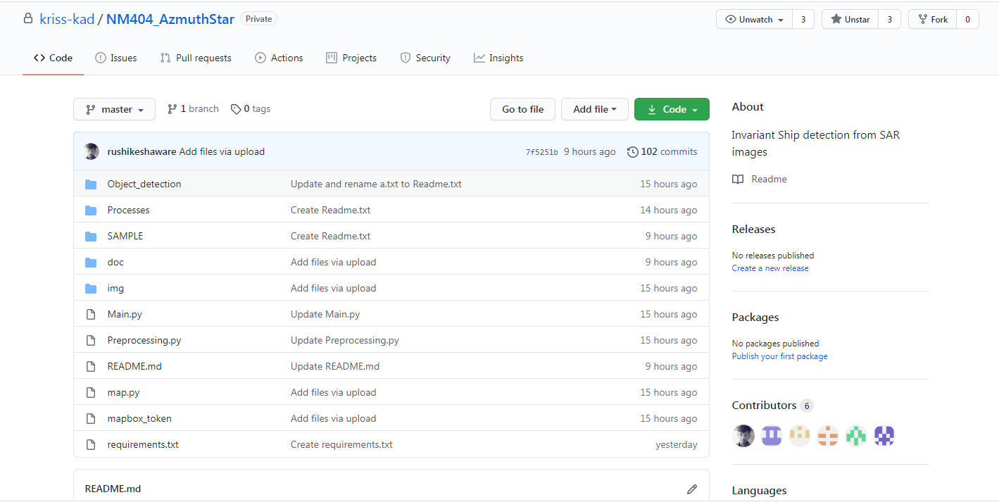 kriss-kad / NM404_AzmuthStar Private Unwatch 3 Unstar 3 Fork 0
Code Issues Pull requests Actions Projects Security Insights
master 1 branch 0 tags Go to file Add file Code
rushikeshaware Add files via upload 7f5251b 9 hours ago 102 commits
Object_detection Update and rename a.txt to Readme.txt 15 hours ago
Processes Create Readme.txt 14 hours ago
SAMPLE Create Readme.txt 9 hours ago
doc Add files via upload 9 hours ago
img Add files via upload 15 hours ago
Main.py Update Main.py 15 hours ago
Preprocessing.py Update Preprocessing.py 15 hours ago
README.md Update README.md 9 hours ago
map.py Add files via upload 15 hours ago
mapbox_token Add files via upload 15 hours ago
requirements.txt Create requirements.txt yesterday
README.md
About
Invariant Ship detection from SAR
images
Readme
Releases
No releases published
Create a new release
Packages
No packages published
Publish your first package
Contributors 6
Languages